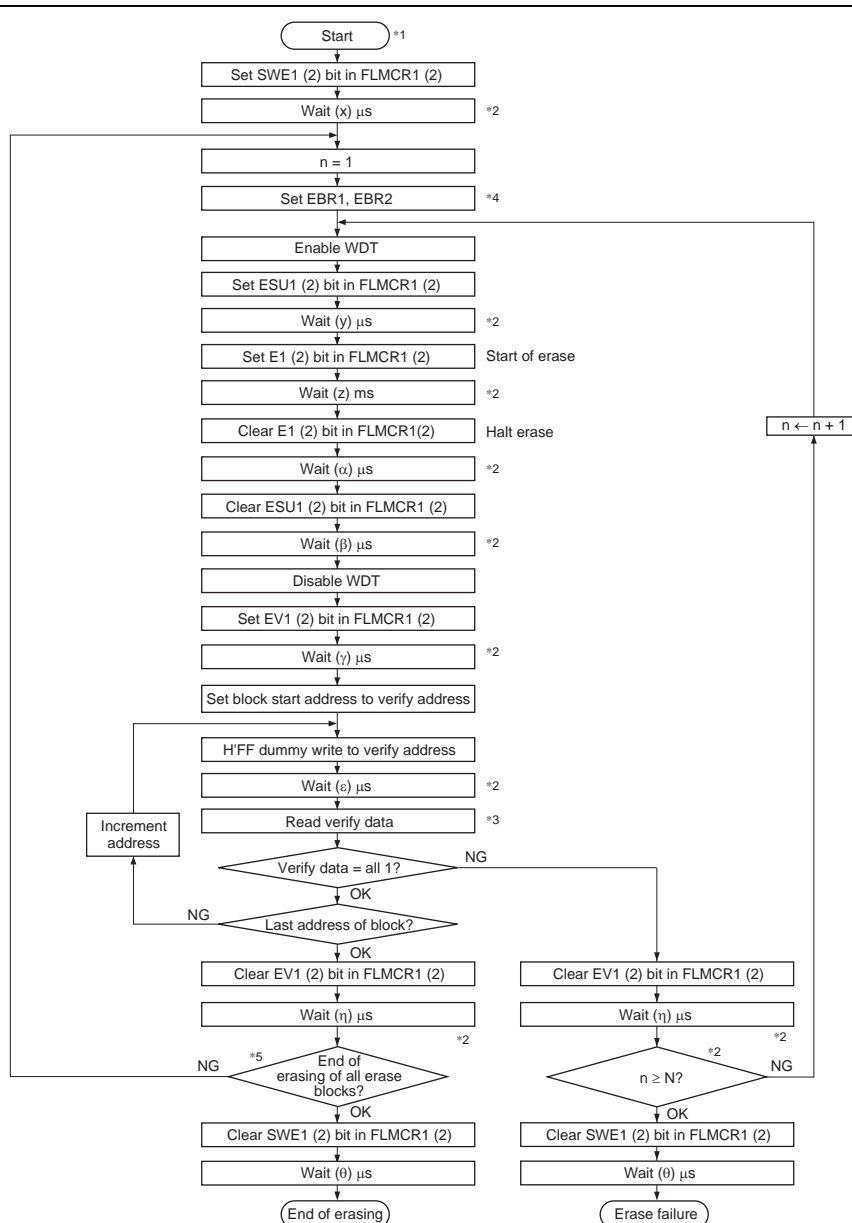 Start *1
Set SWE1 (2) bit in FLMCR1 (2)
Wait (x) μs *2
n = 1
Set EBR1, EBR2 *4
Enable WDT
Set ESU1 (2) bit in FLMCR1 (2)
Wait (y) μs *2
Set E1 (2) bit in FLMCR1 (2) Start of erase
Wait (z) ms *2
Clear E1 (2) bit in FLMCR1(2) Halt erase
n ← n + 1
Wait (α) μs *2
Clear ESU1 (2) bit in FLMCR1 (2)
Wait (β) μs *2
Disable WDT
Set EV1 (2) bit in FLMCR1 (2)
Wait (γ) μs *2
Set block start address to verify address
H'FF dummy write to verify address
Wait (ε) μs *2
Increment
address
Read verify data *3
Verify data = all 1? NG
OK
NG Last address of block?
OK
Clear EV1 (2) bit in FLMCR1 (2) Clear EV1 (2) bit in FLMCR1 (2)
Wait (η) μs Wait (η) μs
*2 *2
NG *5 End of
erasing of all erase
blocks?
*2 n ≥ N? NG
OK OK
Clear SWE1 (2) bit in FLMCR1 (2) Clear SWE1 (2) bit in FLMCR1 (2)
Wait (θ) μs Wait (θ) μs
End of erasing Erase failure